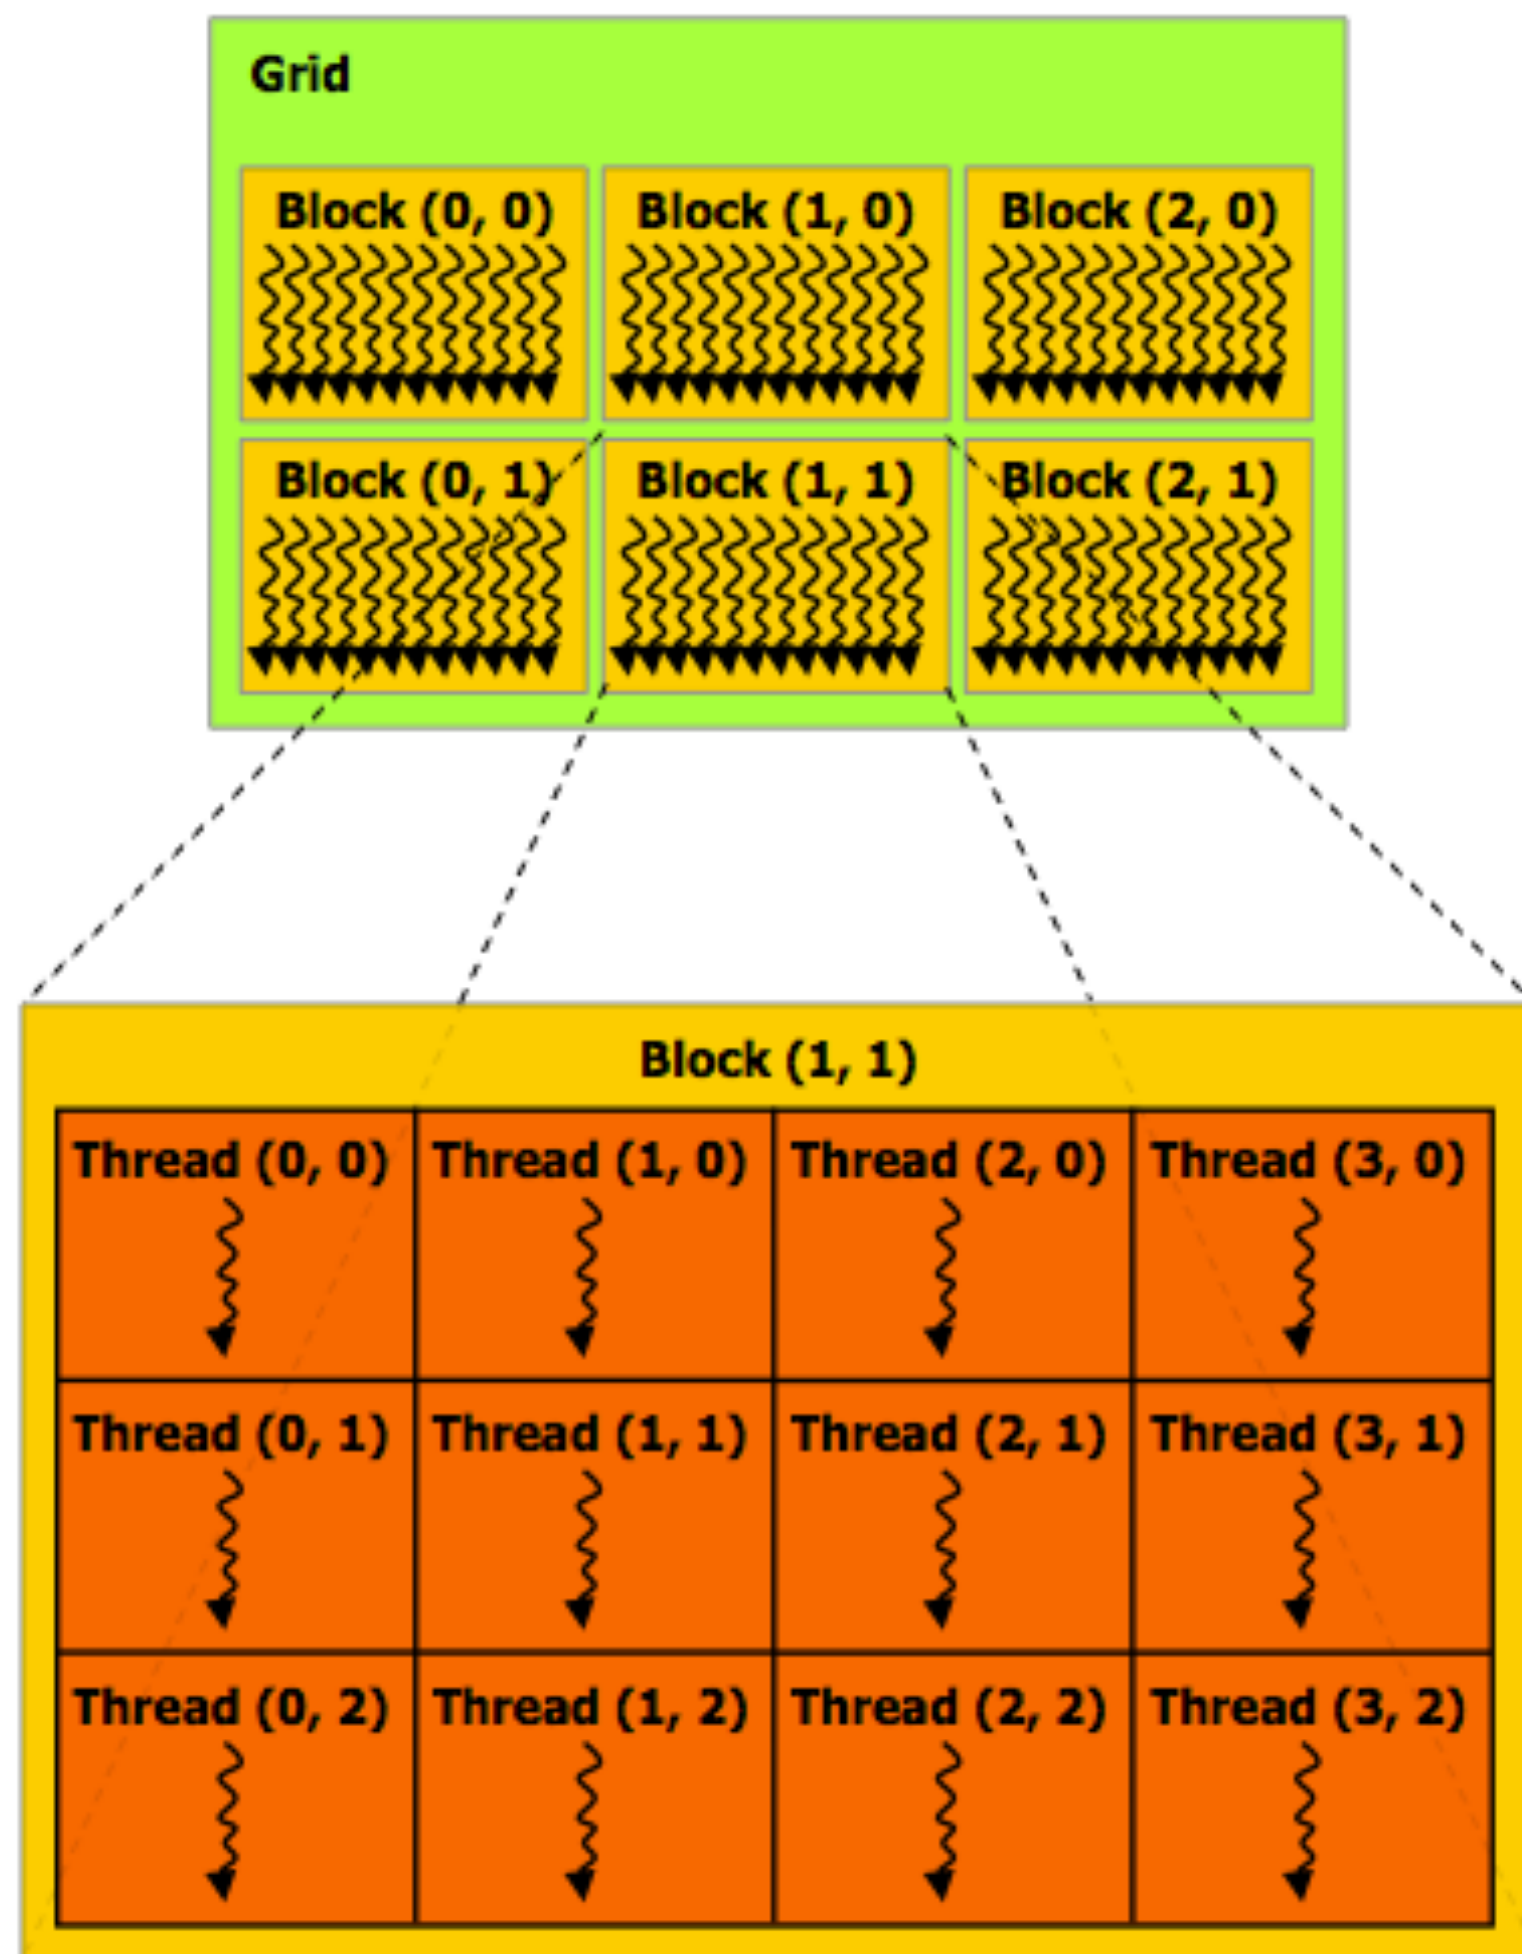 Grid
Block (0, 0) Block (1, 0) Block (2, 0)
Block (0, 1) Block (1, 1) Block (2, 1)
Block (1, 1)
Thread (0, 0) Thread (1, 0) Thread (2, 0) Thread (3, 0)
Thread (0, 1) Thread (1, 1) Thread (2, 1) Thread (3, 1)
Thread (0, 2) Thread (1, 2) Thread (2, 2) Thread (3, 2)